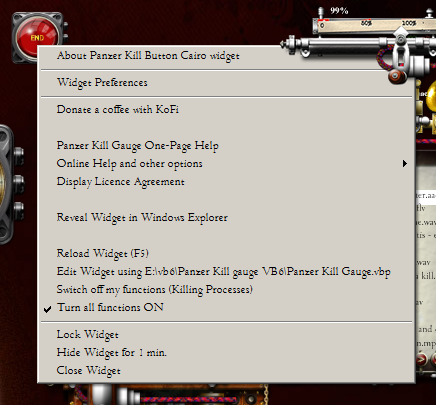 99%
0 50% 100%
END
About Panzer Kill Button Cairo widget
Widget Preferences
Donate a coffee with KoFi
Panzer Kill Gauge One-Page Help
Online Help and other options
Display Licence Agreement
Reveal Widget in Windows Explorer
Reload Widget (F5)
Edit Widget using E:\vb6\Panzer Kill gauge VB6\Panzer Kill Gauge.vbp
Switch off my functions (Killing Processes)
Turn all functions ON
Lock Widget
Hide Widget for 1 min.
Close Widget